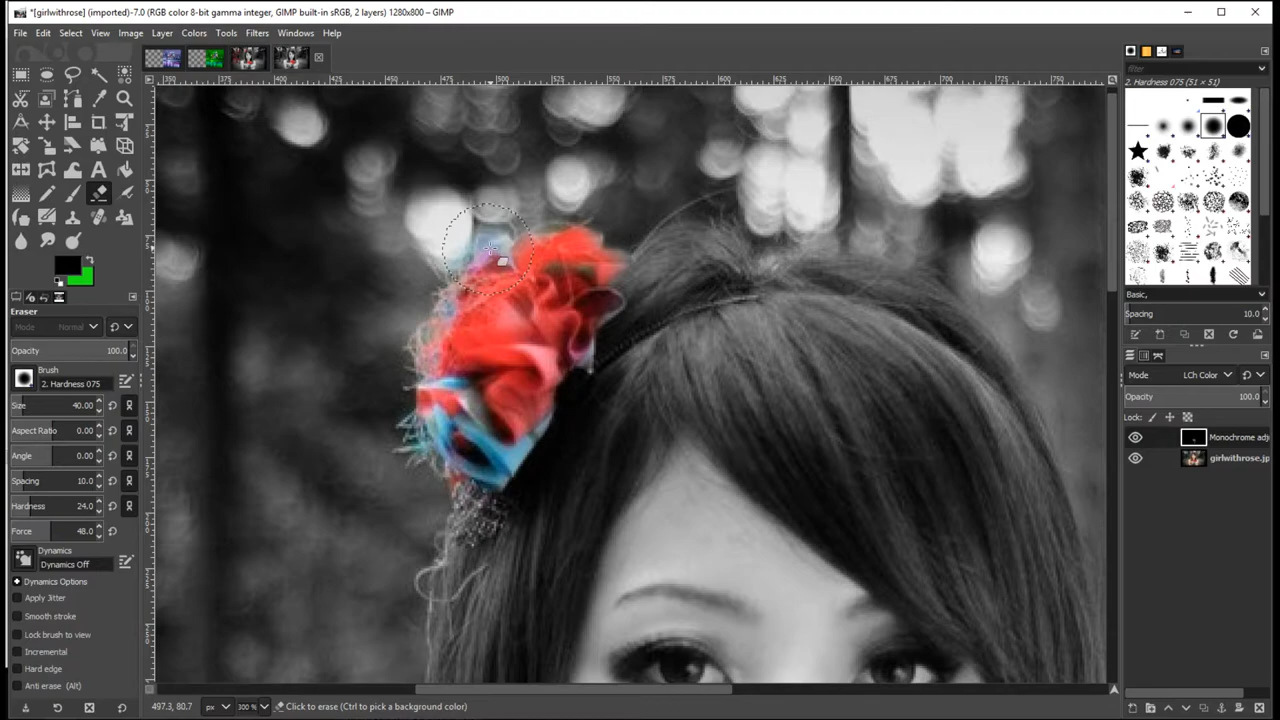 *[girlwithrose] (imported)-7.0 (RGB color 8-bit gamma integer, GIMP built-in sRGB, 2 layers) 1280x800 – GIMP
File Edit Select View Image Layer Colors Tools Filters Windows Help
filter
2. Hardness 075 (51 × 51)
Basic,
Spacing 10.0
Mode LCh Color
Opacity 100.0
Lock:
Monochrome adj
girlwithrose.jp
Eraser
Mode Normal
Opacity 100.0
Brush
2. Hardness 075
Size 40.00
Aspect Ratio 0.00
Angle 0.00
Spacing 10.0
Hardness 24.0
Force 48.0
Dynamics
Dynamics Off
Dynamics Options
Apply Jitter
Smooth stroke
Lock brush to view
Incremental
Hard edge
Anti erase (Alt)
497.3, 80.7 px 300 % Click to erase (Ctrl to pick a background color)